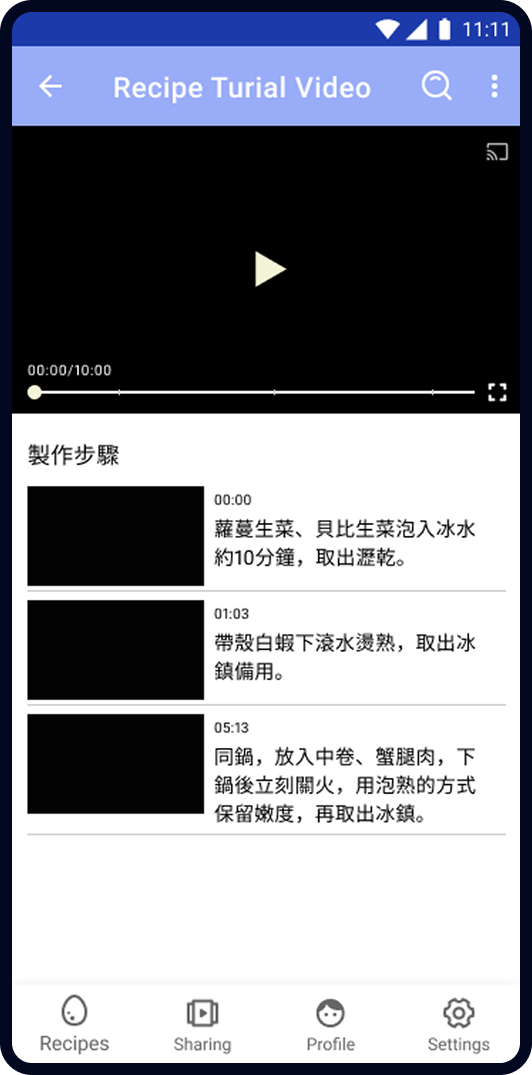 11:11
Recipe Turial Video
00:00/10:00
製作步驟
00:00
蘿蔓生菜、貝比生菜泡入冰水
約10分鐘，取出瀝乾。
01:03
帶殼白蝦下滾水燙熟，取出冰
鎮備用。
05:13
同鍋，放入中卷、蟹腿肉，下
鍋後立刻關火，用泡熟的方式
保留嫩度，再取出冰鎮。
Recipes
Sharing
Profile
Settings